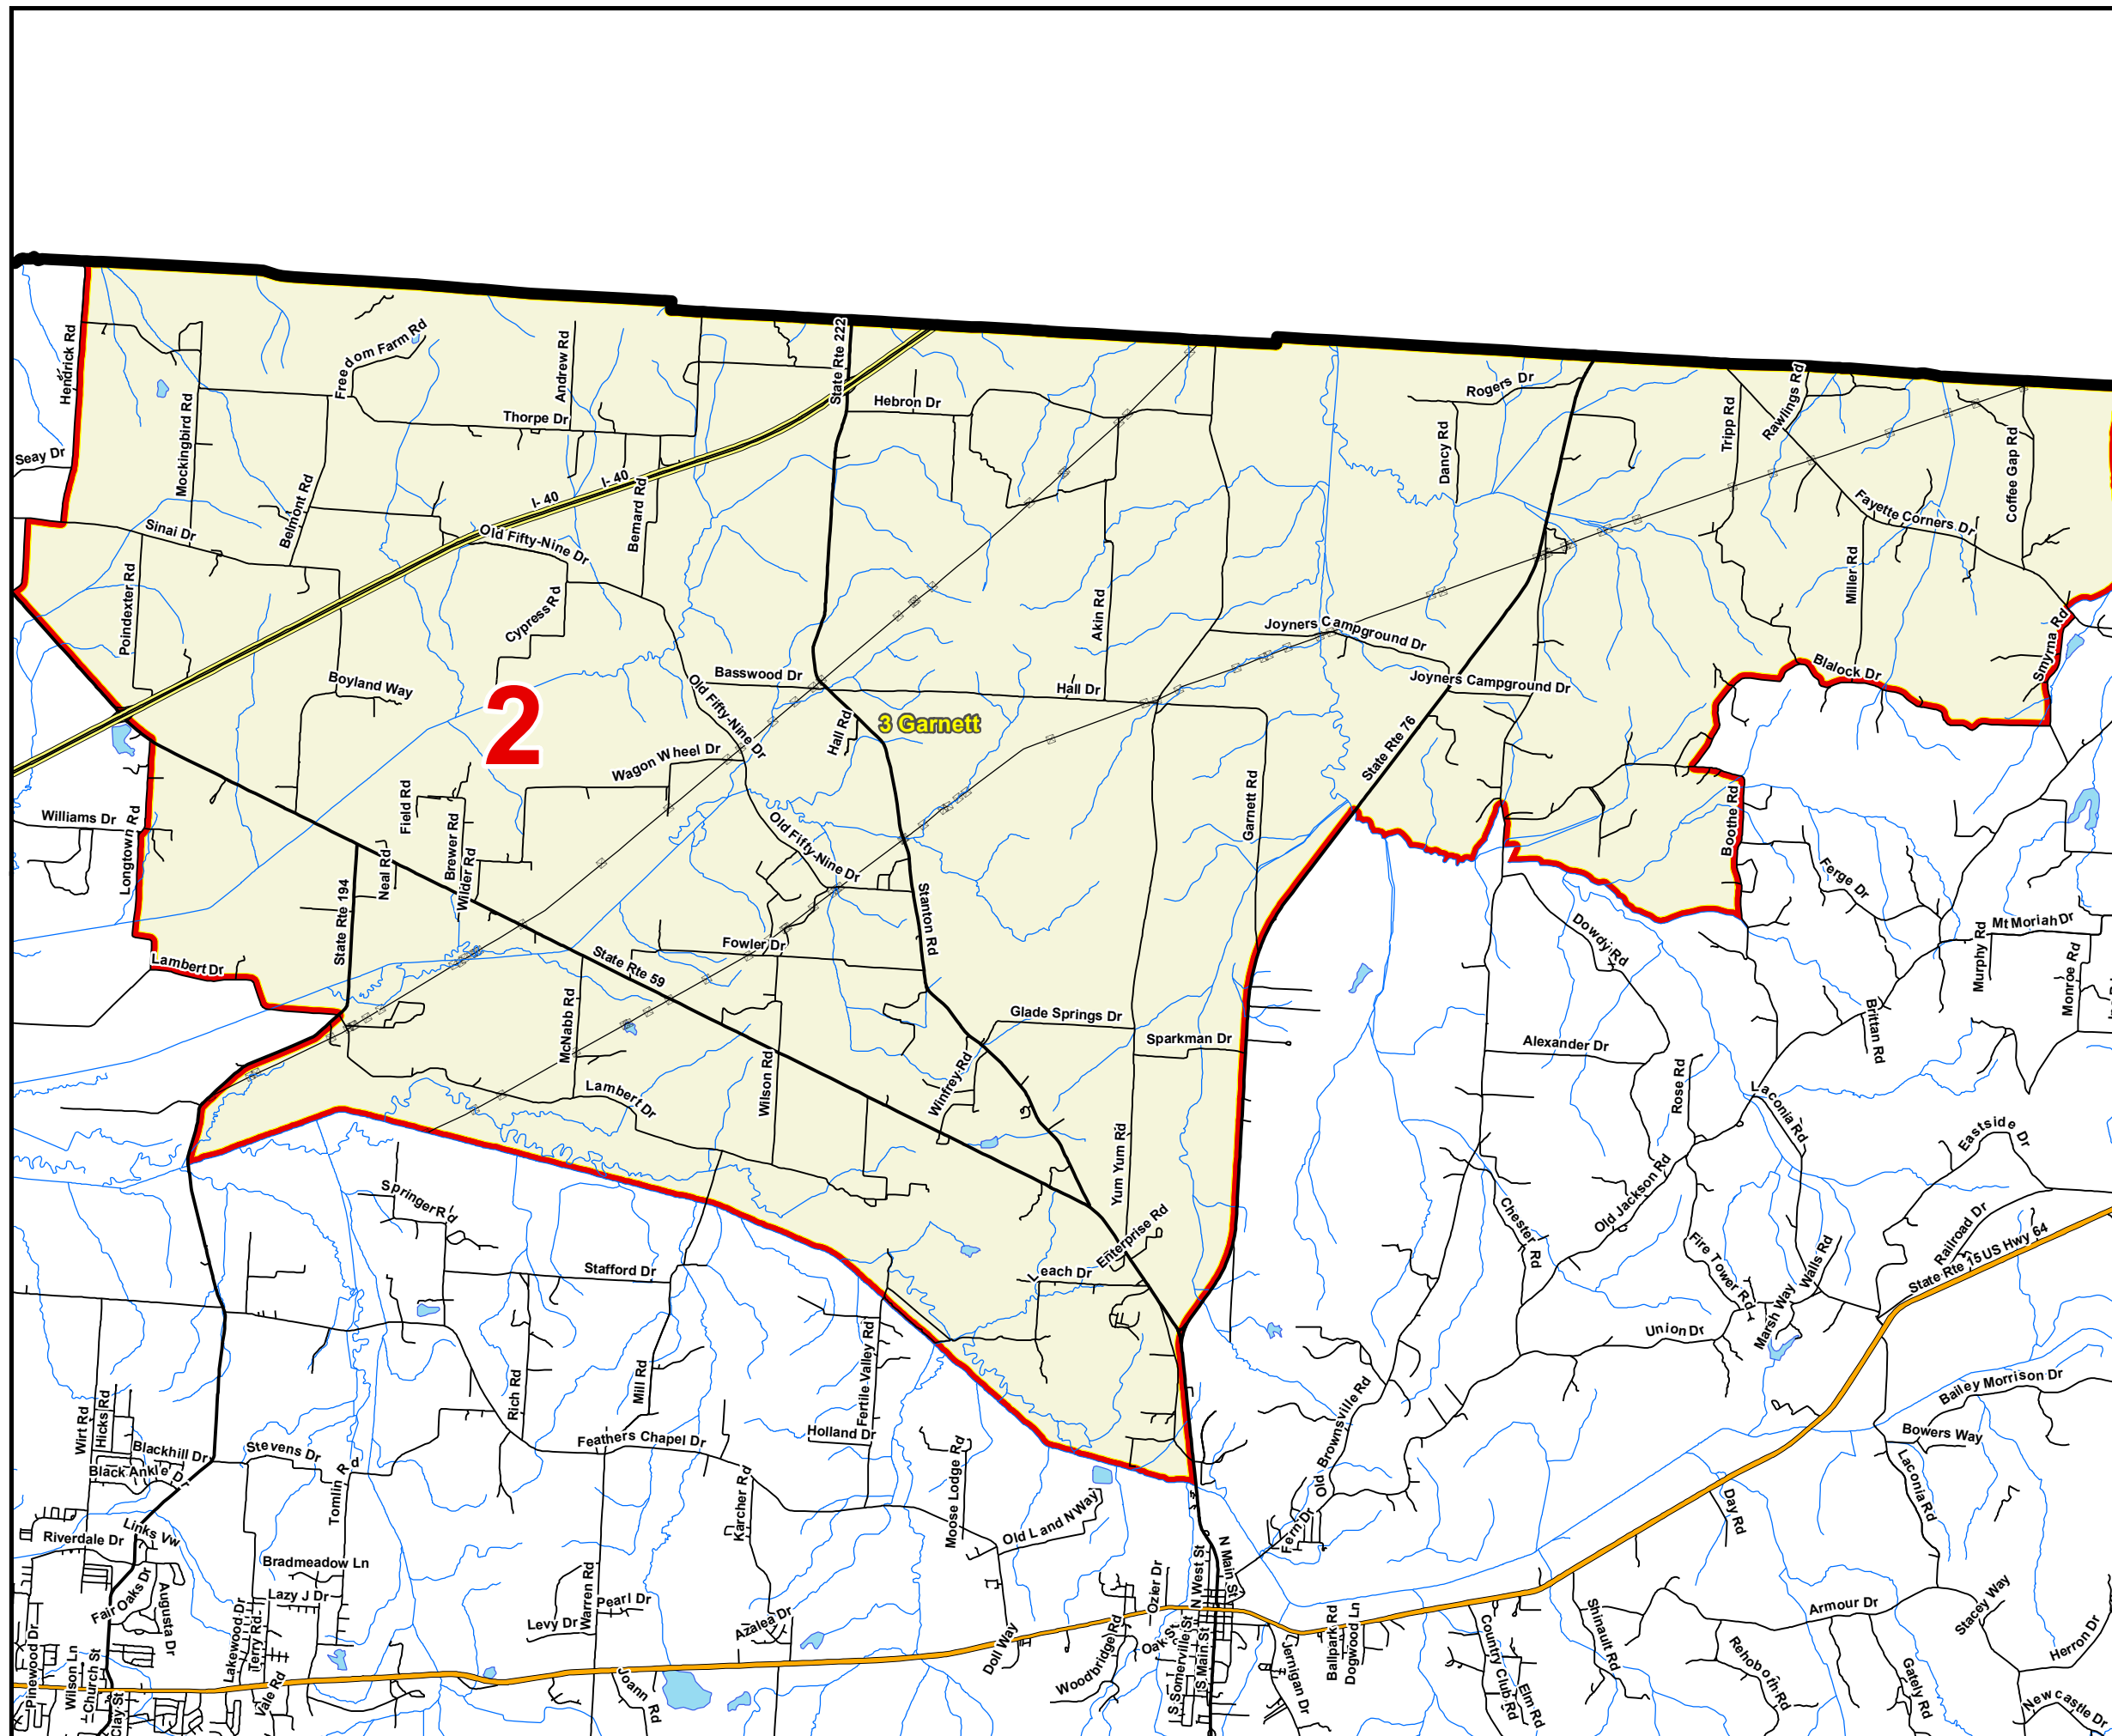 State Rte 222
Hendrick Rd
Freedom Farm Rd
Andrew Rd
Rogers Dr
Rawlings Rd
Mockingbird Rd
Thorpe Dr
Hebron Dr
Dancy Rd
Tripp Rd
Coffee Gap Rd
Seay Dr
Belmont Rd
I- 40
I- 40
Bernard Rd
Fayette Corners Dr
Sinai Dr
Old Fifty-Nine Dr
Miller Rd
Poindexter Rd
Cypress Rd
Akin Rd
Joyners Campground Dr
Smyrna Rd
Blalock Dr
Boyland Way
Basswood Dr
Hall Dr
Joyners Campground Dr
2
Old Fifty-Nine Dr
Hall Rd
3 Garnett
State Rte 76
Wagon Wheel Dr
Williams Dr
Longtown Rd
Field Rd
Brewer Rd
Old Fifty-Nine Dr
Garnett Rd
Boothe Rd
Neal Rd
Wilder Rd
Ferge Dr
State Rte 194
Stanton Rd
Dowdy Rd
Mt Moriah Dr
Murphy Rd
Monroe Rd
Lambert Dr
Fowler Dr
State Rte 59
McNabb Rd
Glade Springs Dr
Sparkman Dr
Brittan Rd
Alexander Dr
Wilson Rd
Winfrey Rd
Lambert Dr
Rose Rd
Laconia Rd
Yum Yum Rd
Eastside Dr
Springer Rd
Old Jackson Rd
Chester Rd
Enterprise Rd
Leach Dr
Stafford Dr
Fire Tower Rd
Walls Rd
Railroad Dr
State Rte 15 US Hwy 64
Marsh Way
Union Dr
Mill Rd
Rich Rd
Fertile Valley Rd
Old Brownsville Rd
Bailey Morrison Dr
Wirt Rd
Hicks Rd
Blackhill Dr
Stevens Dr
Feathers Chapel Dr
Holland Dr
Bowers Way
Black Ankle Dr
Tomlin Rd
Karcher Rd
Moose Lodge Rd
Old Land N Way
Laconia Rd
Day Rd
Links Vw
Riverdale Dr
Fern Dr
Bradmeadow Ln
Fair Oaks Dr
Augusta Dr
Lazy J Dr
Warren Rd
Pearl Dr
Levy Dr
Azalea Dr
Ozier Dr
N West St
N Main St
Lakewood Dr
Terry Rd
Doll Way
Woodbridge Rd
Oak St
S Somerville St
S Main St
Jernigan Dr
Ballpark Rd
Dogwood Ln
Country Club Rd
Elm Rd
Shinault Rd
Armour Dr
Stacey Way
Rehoboth Rd
Gately Rd
Herron Dr
Newcastle Dr
Pinewood Dr
Wilson Ln
Church St
Clay St
Vale Rd
Joann Rd